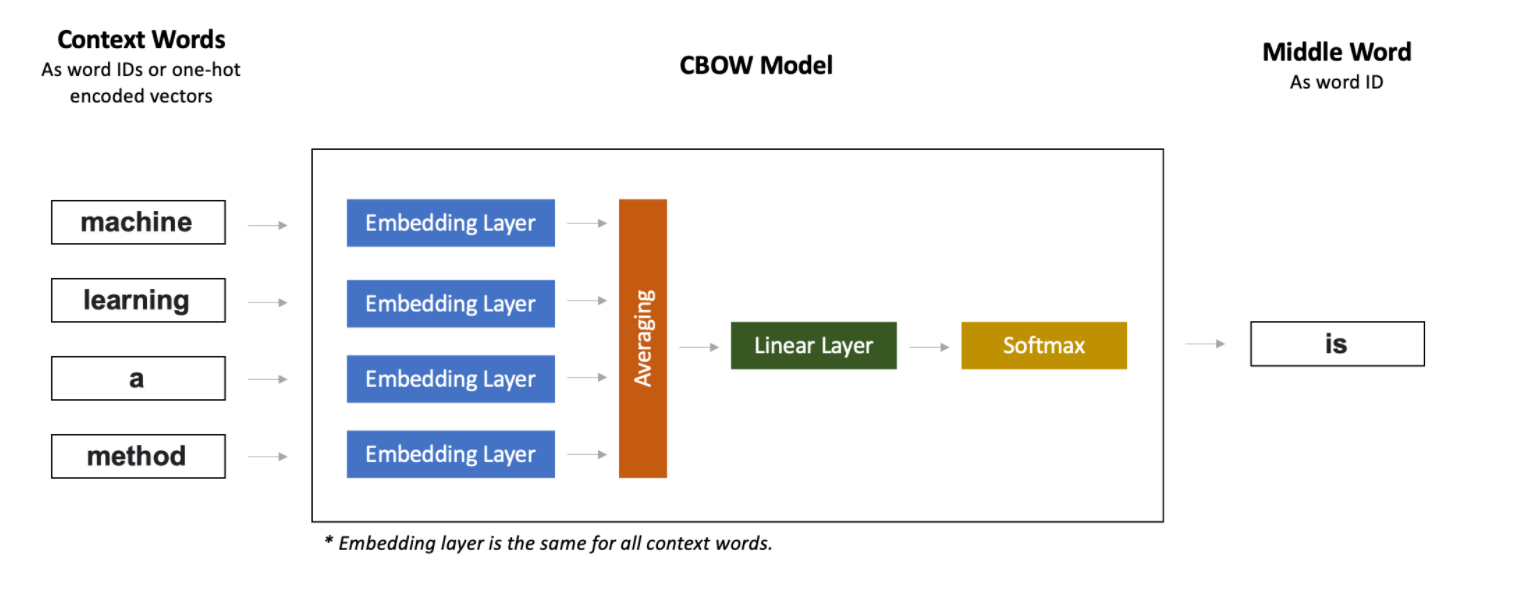 Context Words
As word IDs or one-hot
encoded vectors
CBOW Model
Middle Word
As word ID
machine
learning
a
method
Embedding Layer
Embedding Layer
Embedding Layer
Embedding Layer
Averaging
Linear Layer
Softmax
is
* Embedding layer is the same for all context words.